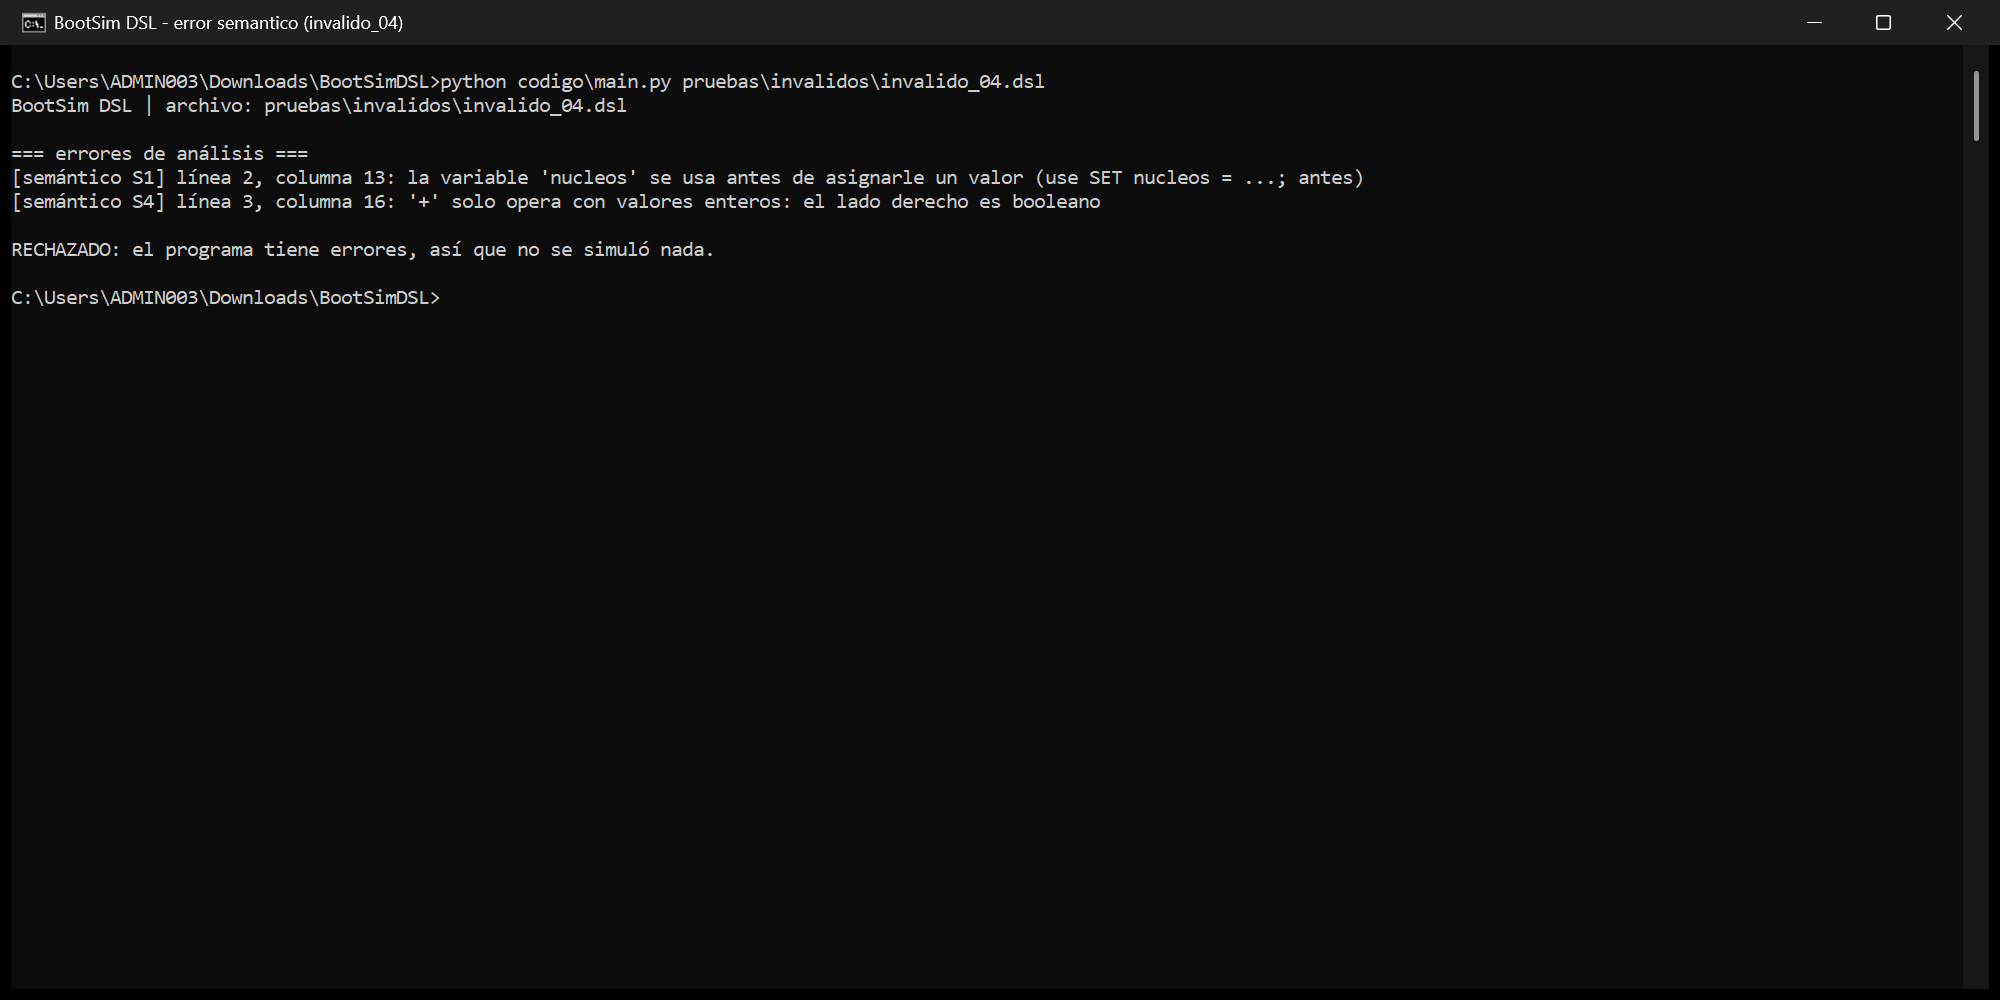 BootSim DSL - error semantico (invalido_04)
C:\Users\ADMIN003\Downloads\BootSimDSL>python codigo\main.py pruebas\invalidos\invalido_04.dsl
BootSim DSL | archivo: pruebas\invalidos\invalido_04.dsl
=== errores de análisis ===
[semántico S1] línea 2, columna 13: la variable 'nucleos' se usa antes de asignarle un valor (use SET nucleos = ...; antes)
[semántico S4] línea 3, columna 16: '+' solo opera con valores enteros: el lado derecho es booleano
RECHAZADO: el programa tiene errores, así que no se simuló nada.
C:\Users\ADMIN003\Downloads\BootSimDSL>